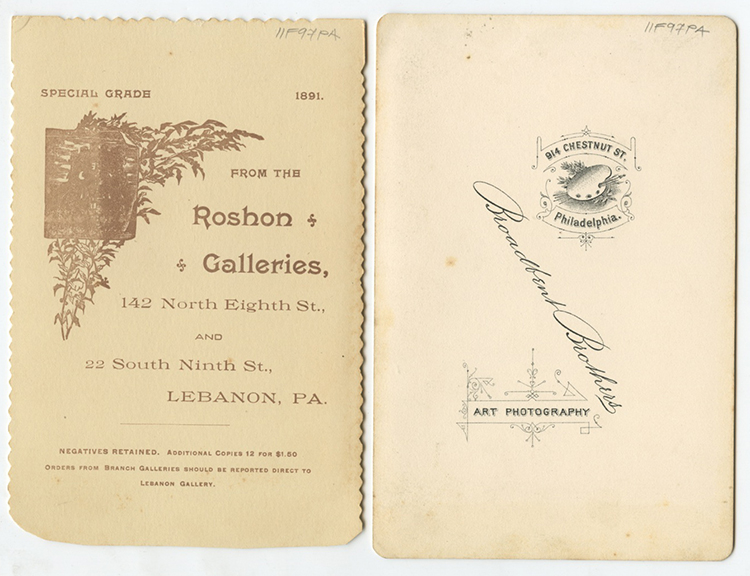 11F97PA
SPECIAL GRADE 1891.
FROM THE
Roshon
Galleries,
142 North Eighth St.,
AND
22 South Ninth St.,
LEBANON, PA.
NEGATIVES RETAINED. ADDITIONAL COPIES 12 FOR $1.50
ORDERS FROM BRANCH GALLERIES SHOULD BE REPORTED DIRECT TO
LEBANON GALLERY.
11F97PA
914 CHESTNUT ST.
Philadelphia.
Broadbent Brothers
ART PHOTOGRAPHY